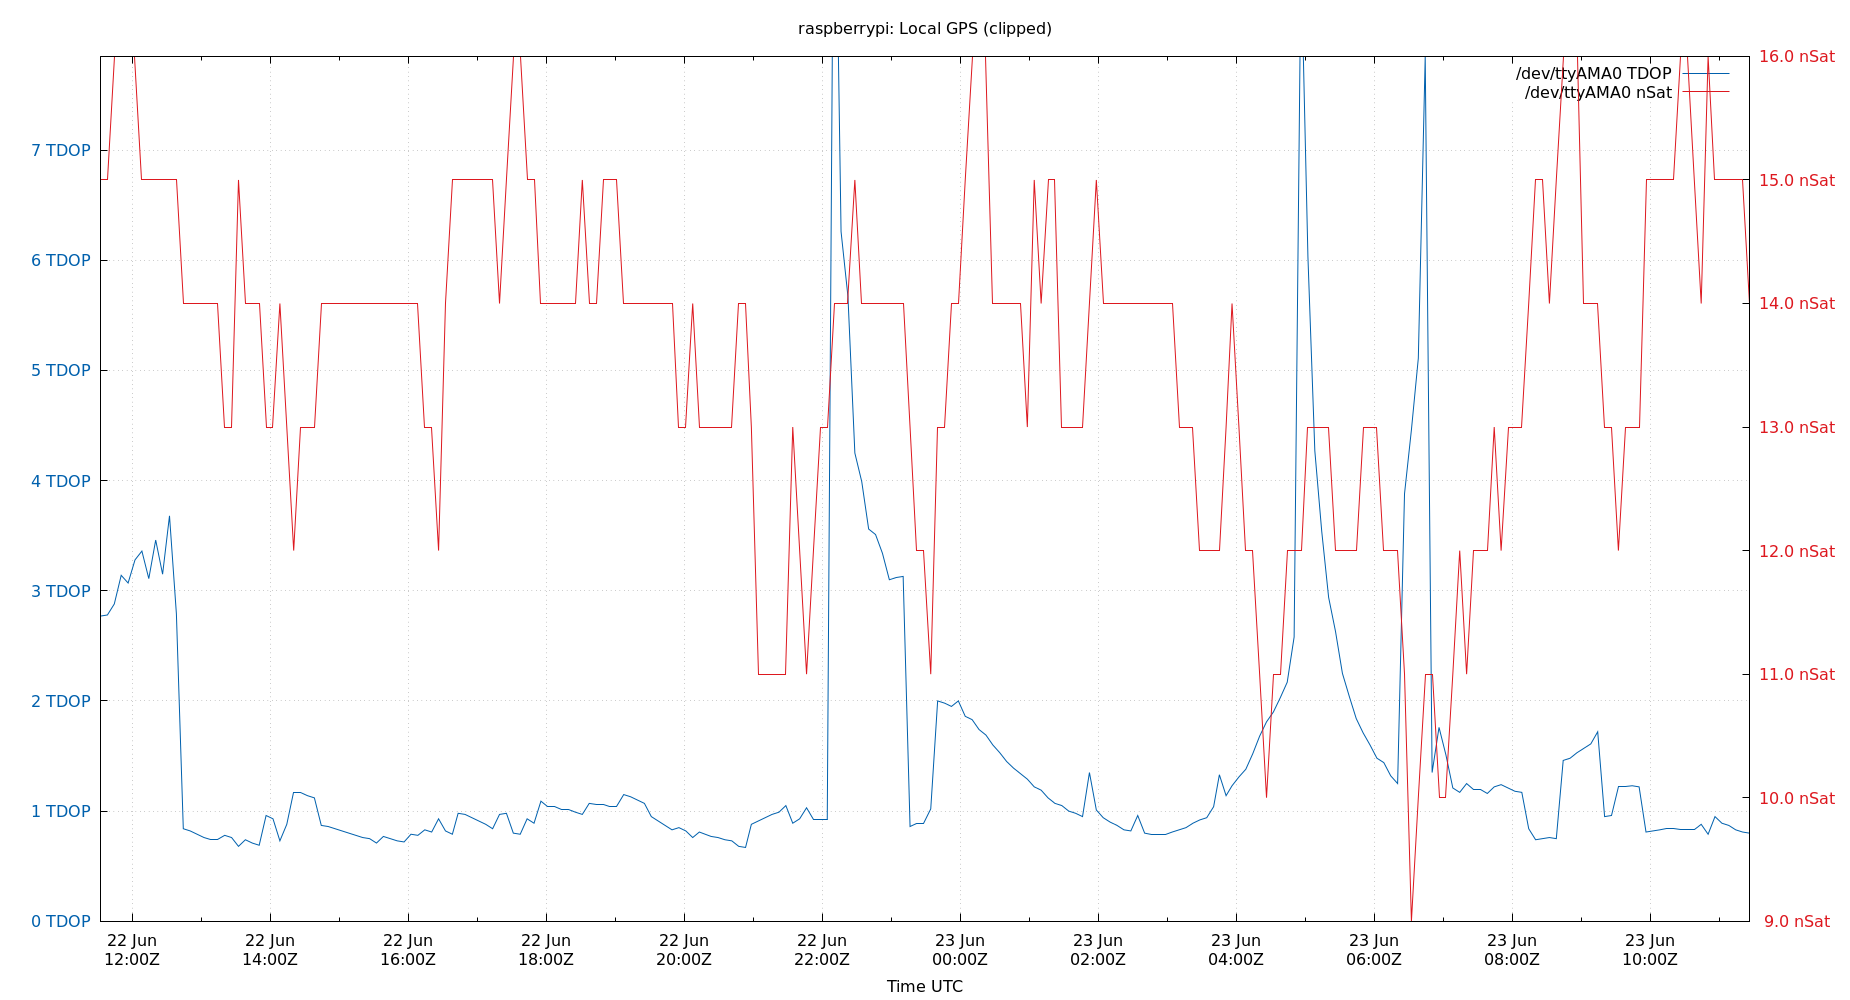 raspberrypi: Local GPS (clipped)
/dev/ttyAMA0 TDOP
/dev/ttyAMA0 nSat
7 TDOP
6 TDOP
5 TDOP
4 TDOP
3 TDOP
2 TDOP
1 TDOP
0 TDOP
16.0 nSat
15.0 nSat
14.0 nSat
13.0 nSat
12.0 nSat
11.0 nSat
10.0 nSat
9.0 nSat
22 Jun 22 Jun 22 Jun 22 Jun 22 Jun 22 Jun 23 Jun 23 Jun 23 Jun 23 Jun 23 Jun 23 Jun
12:00Z 14:00Z 16:00Z 18:00Z 20:00Z 22:00Z 00:00Z 02:00Z 04:00Z 06:00Z 08:00Z 10:00Z
Time UTC